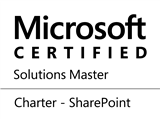 Microsoft
CERTIFIED
Solutions Master
Charter - SharePoint